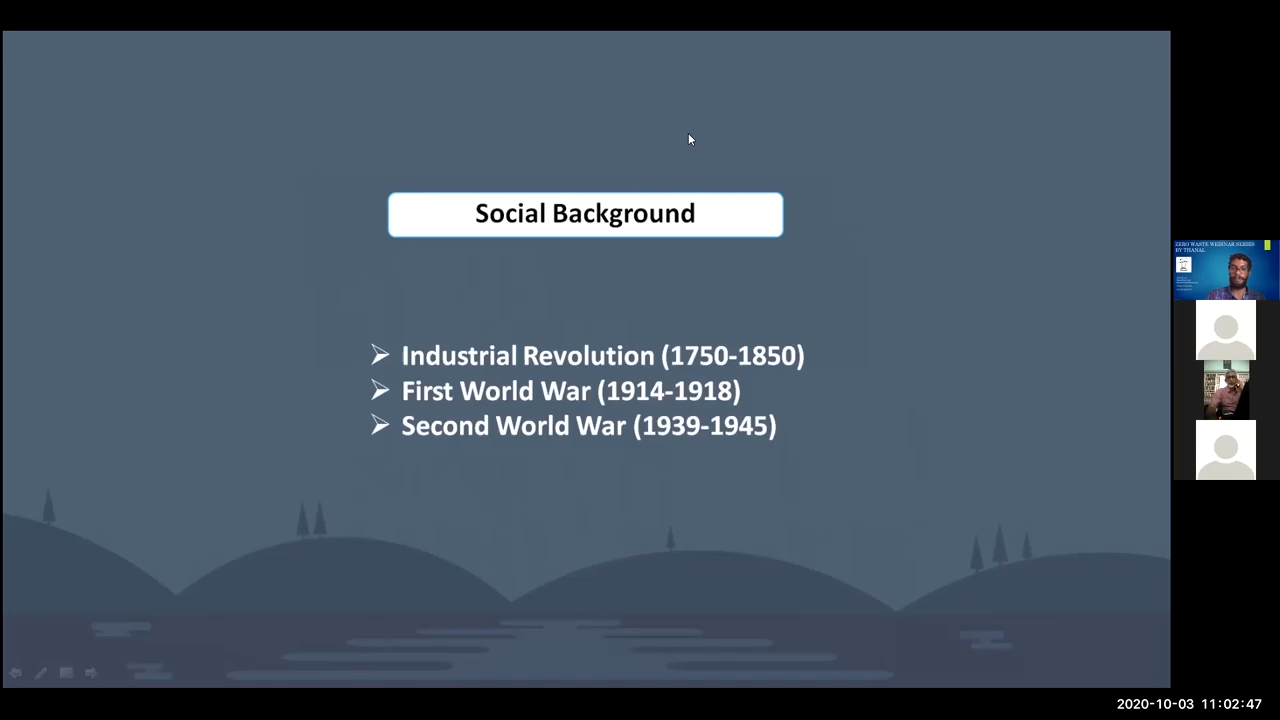 Social Background
Industrial Revolution (1750-1850)
First World War (1914-1918)
Second World War (1939-1945)
ZERO WASTE WEBINAR SERIES
BY THANAL
2020-10-03 11:02:47